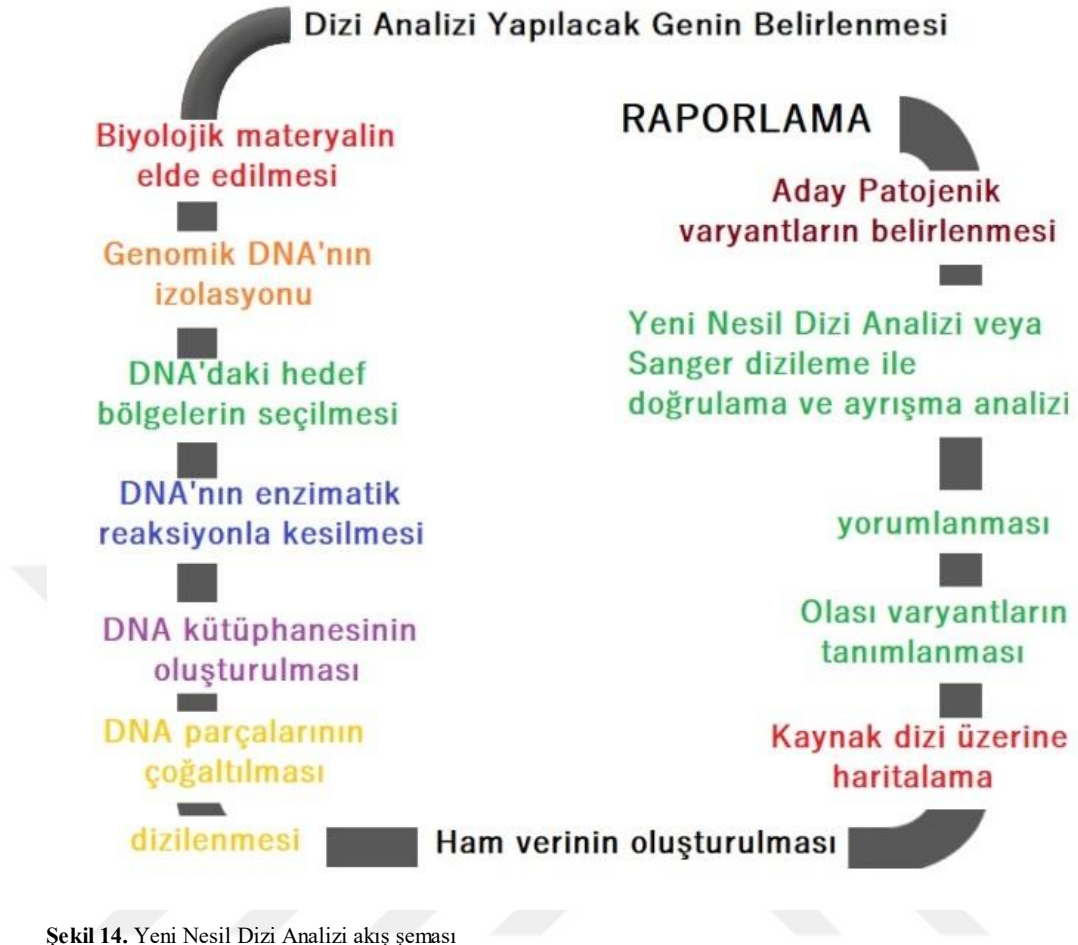 Dizi Analizi Yapılacak Genin Belirlenmesi
Biyolojik materyalin
elde edilmesi
Genomik DNA'nın
izolasyonu
DNA'daki hedef
bölgelerin seçilmesi
DNA'nın enzimatik
reaksiyonla kesilmesi
DNA kütüphanesinin
oluşturulması
DNA parçalarının
çoğaltılması
dizilenmesi
Ham verinin oluşturulması
Kaynak dizi üzerine
haritalama
Olası varyantların
tanımlanması
yorumlanması
Yeni Nesil Dizi Analizi veya
Sanger dizileme ile
doğrulama ve ayrışma analizi
Aday Patojenik
varyantların belirlenmesi
RAPORLAMA
Şekil 14. Yeni Nesil Dizi Analizi akış şeması